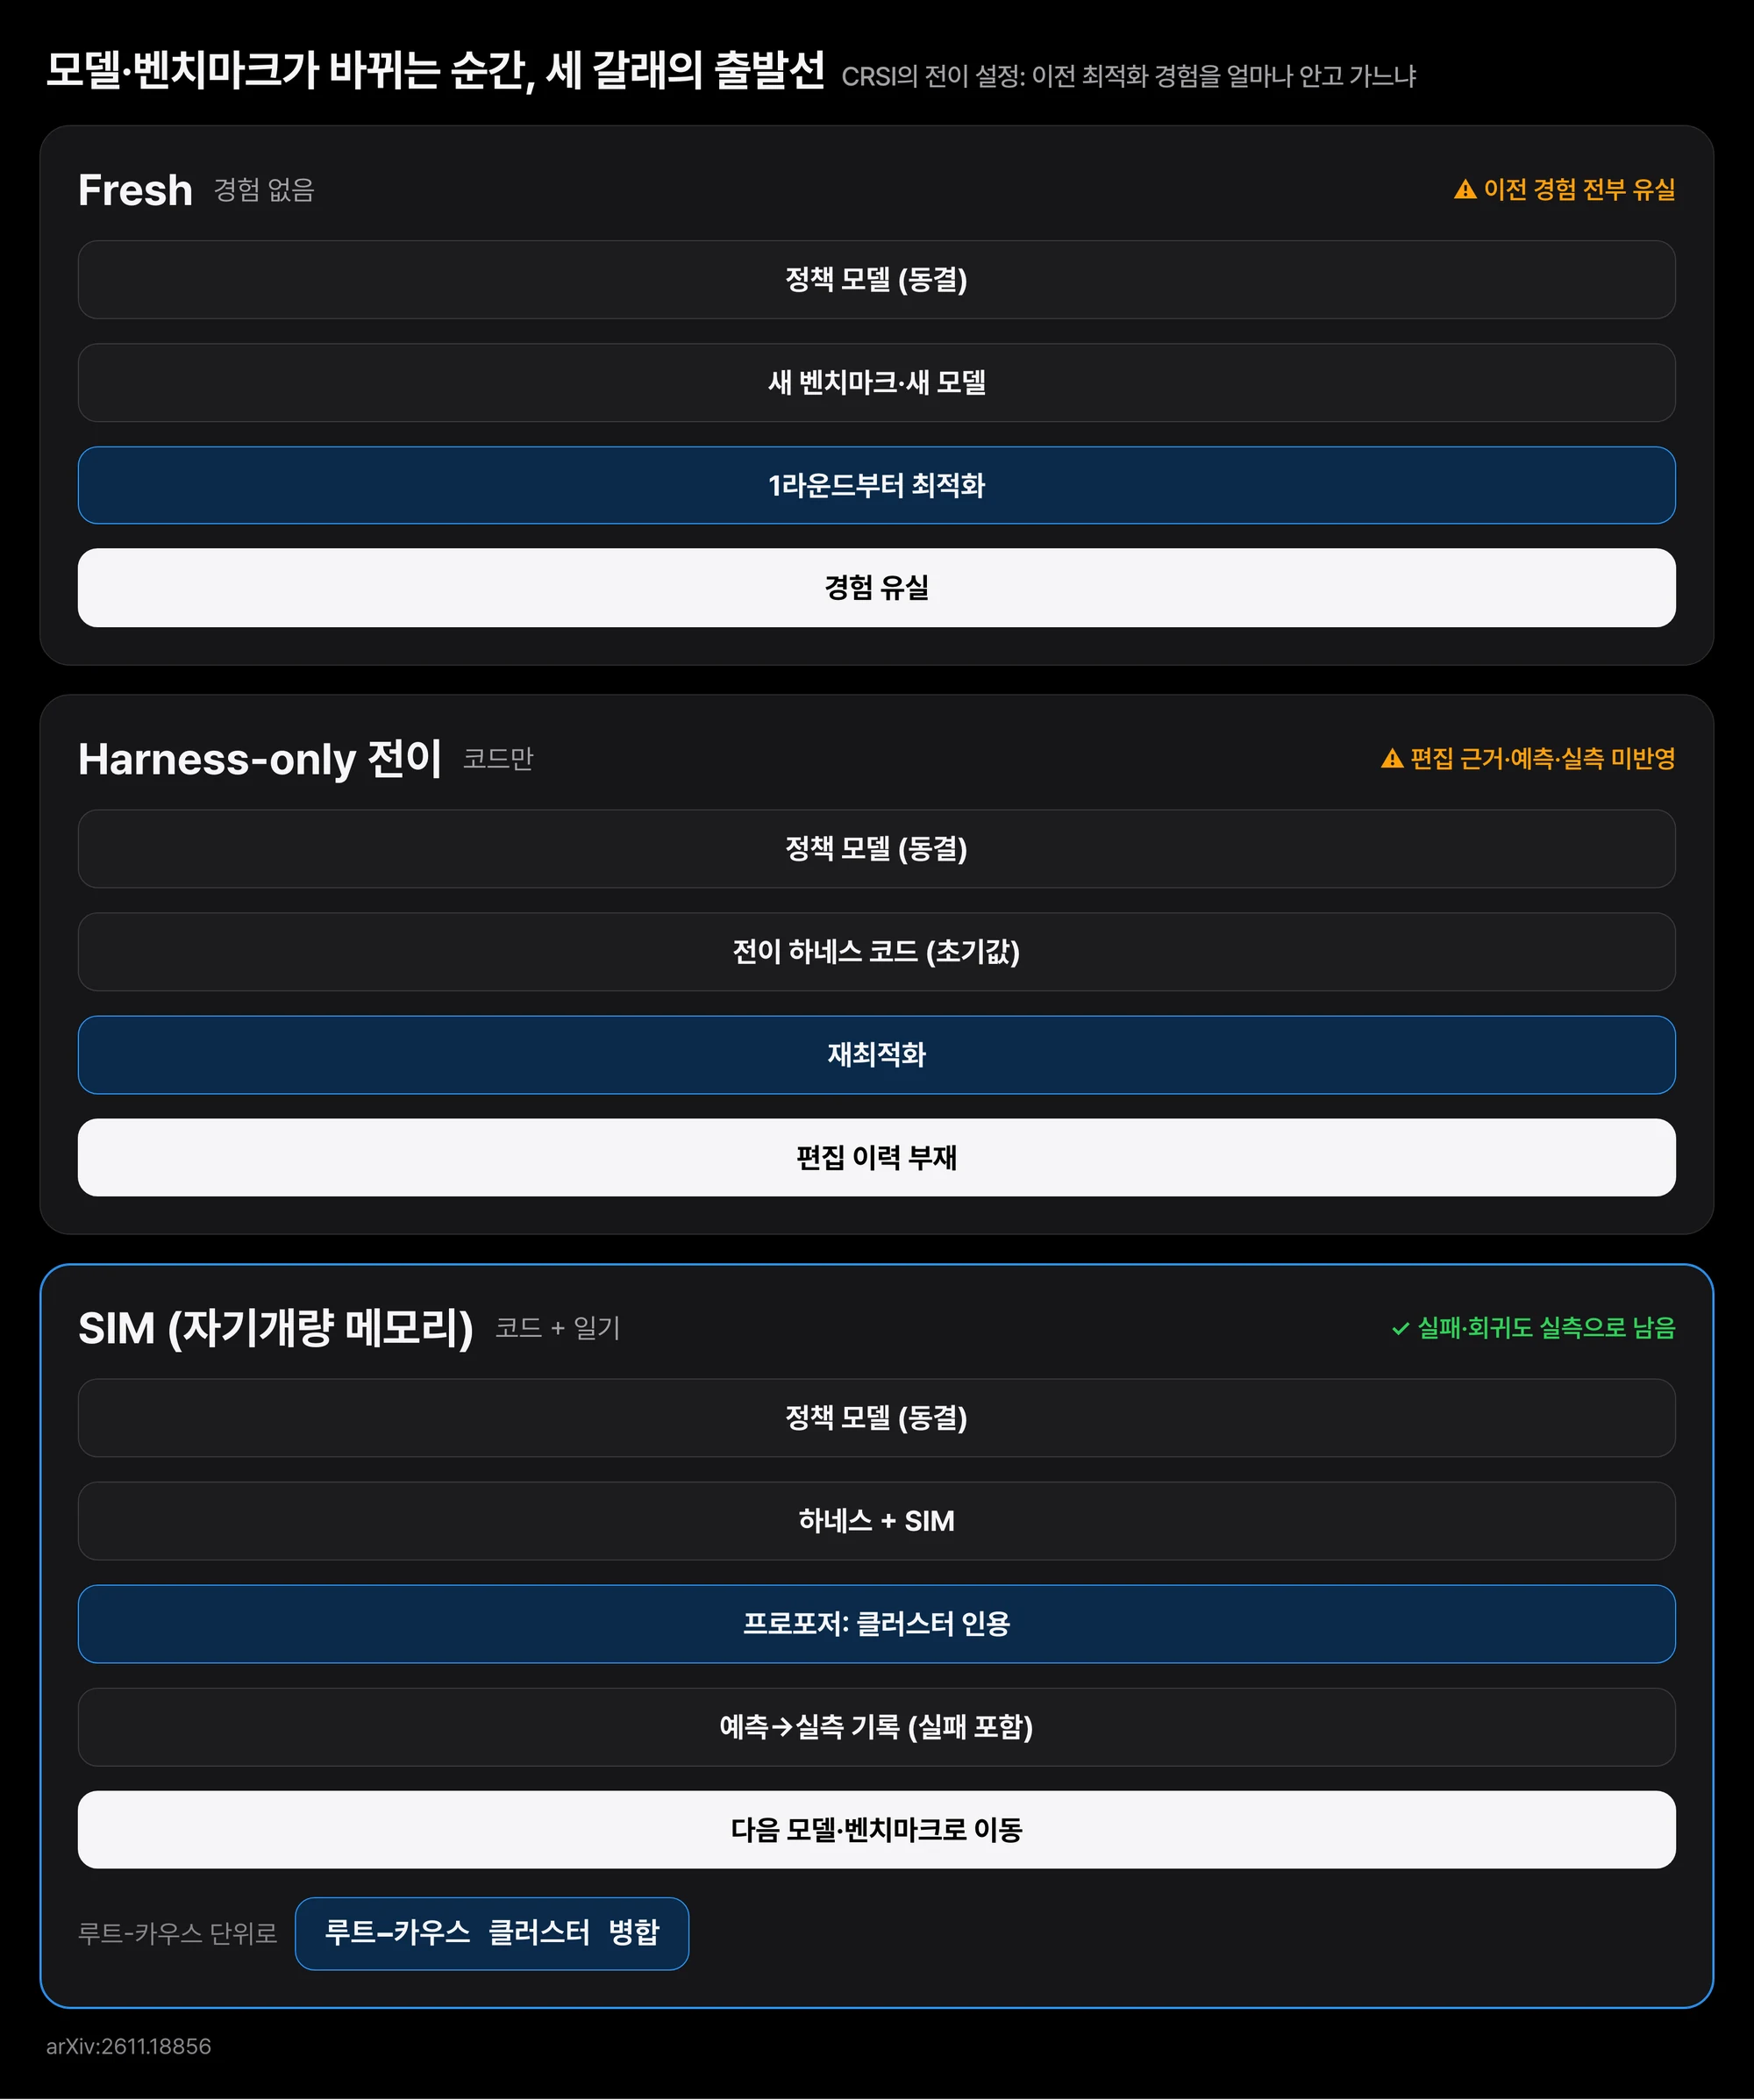 모델·벤치마크가 바뀌는 순간, 세 갈래의 출발선 CRSI의 전이 설정: 이전 최적화 경험을 얼마나 안고 가느냐
Fresh 경험 없음 ⚠ 이전 경험 전부 유실
정책 모델 (동결)
새 벤치마크·새 모델
1라운드부터 최적화
경험 유실
Harness-only 전이 코드만 ⚠ 편집 근거·예측·실측 미반영
정책 모델 (동결)
전이 하네스 코드 (초기값)
재최적화
편집 이력 부재
SIM (자기개량 메모리) 코드 + 일기 ✓ 실패·회귀도 실측으로 남음
정책 모델 (동결)
하네스 + SIM
프로포저: 클러스터 인용
예측→실측 기록 (실패 포함)
다음 모델·벤치마크로 이동
루트-카우스 단위로 루트–카우스 클러스터 병합
arXiv:2611.18856